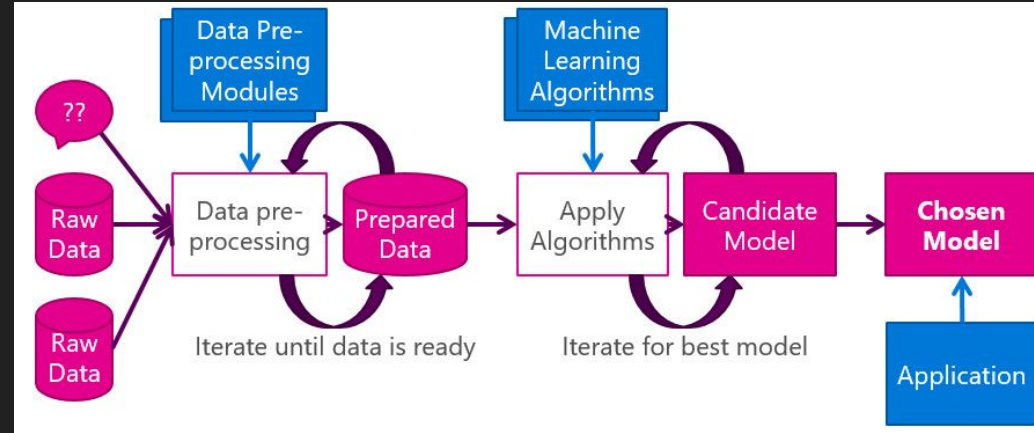 Data Pre-
processing
Modules
Machine
Learning
Algorithms
??
Raw
Data
Data pre-
processing
Prepared
Data
Apply
Algorithms
Candidate
Model
Chosen
Model
Raw
Data
Iterate until data is ready
Iterate for best model
Application